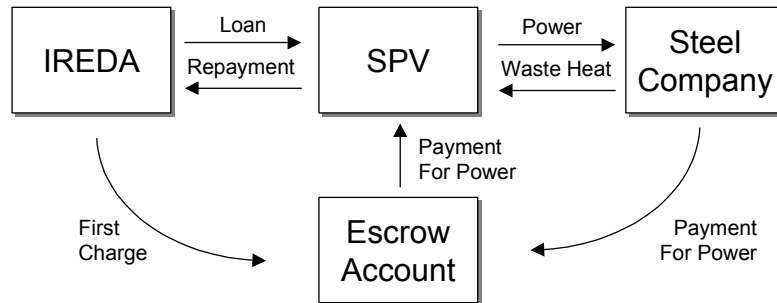 IREDA
Loan
Repayment
SPV
Power
Waste Heat
Steel
Company
Payment
For Power
First
Charge
Escrow
Account
Payment
For Power